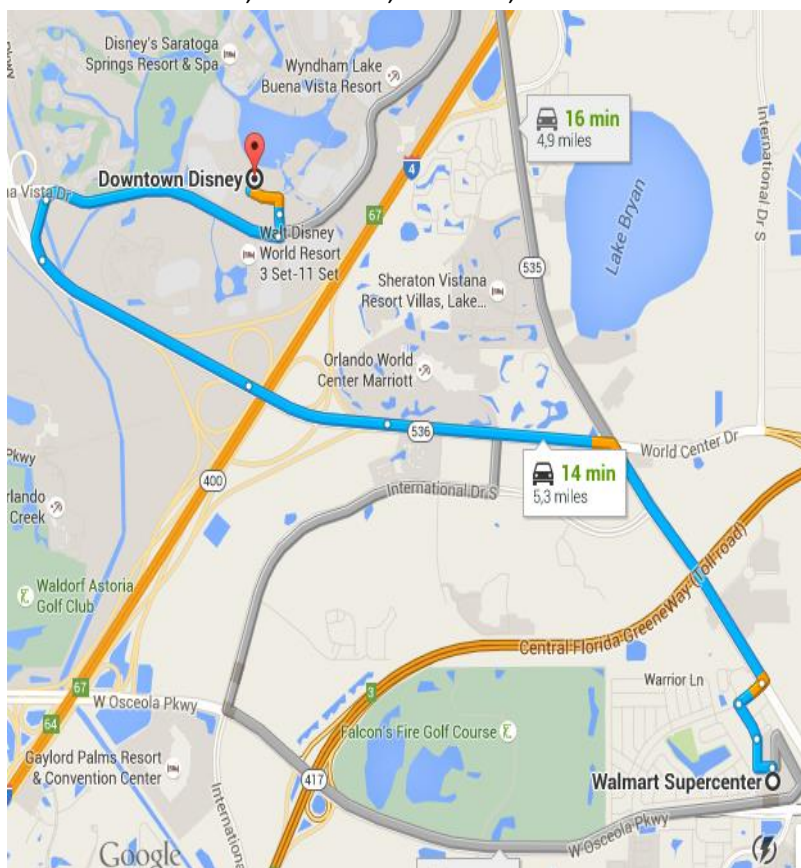 Disney's Saratoga
Springs Resort & Spa
Wyndham Lake
Buena Vista Resort
4
16 min
4,9 miles
International Dr S
Downtown Disney
na Vista Dr
67
Walt Disney
World Resort
3 Set-11 Set
Lake Bryan
535
Sheraton Vistana
Resort Villas, Lake...
Orlando World
Center Marriott
536
World Center Dr
Pkwy
400
14 min
5,3 miles
International Dr S
rlando
Creek
Waldorf Astoria
Golf Club
Central Florida GreeneWay (Toll road)
67
W Osceola Pkwy
3
Warrior Ln
64
Falcon's Fire Golf Course
Gaylord Palms Resort
& Convention Center
417
Walmart Supercenter
International
W Osceola Pkwy
Google